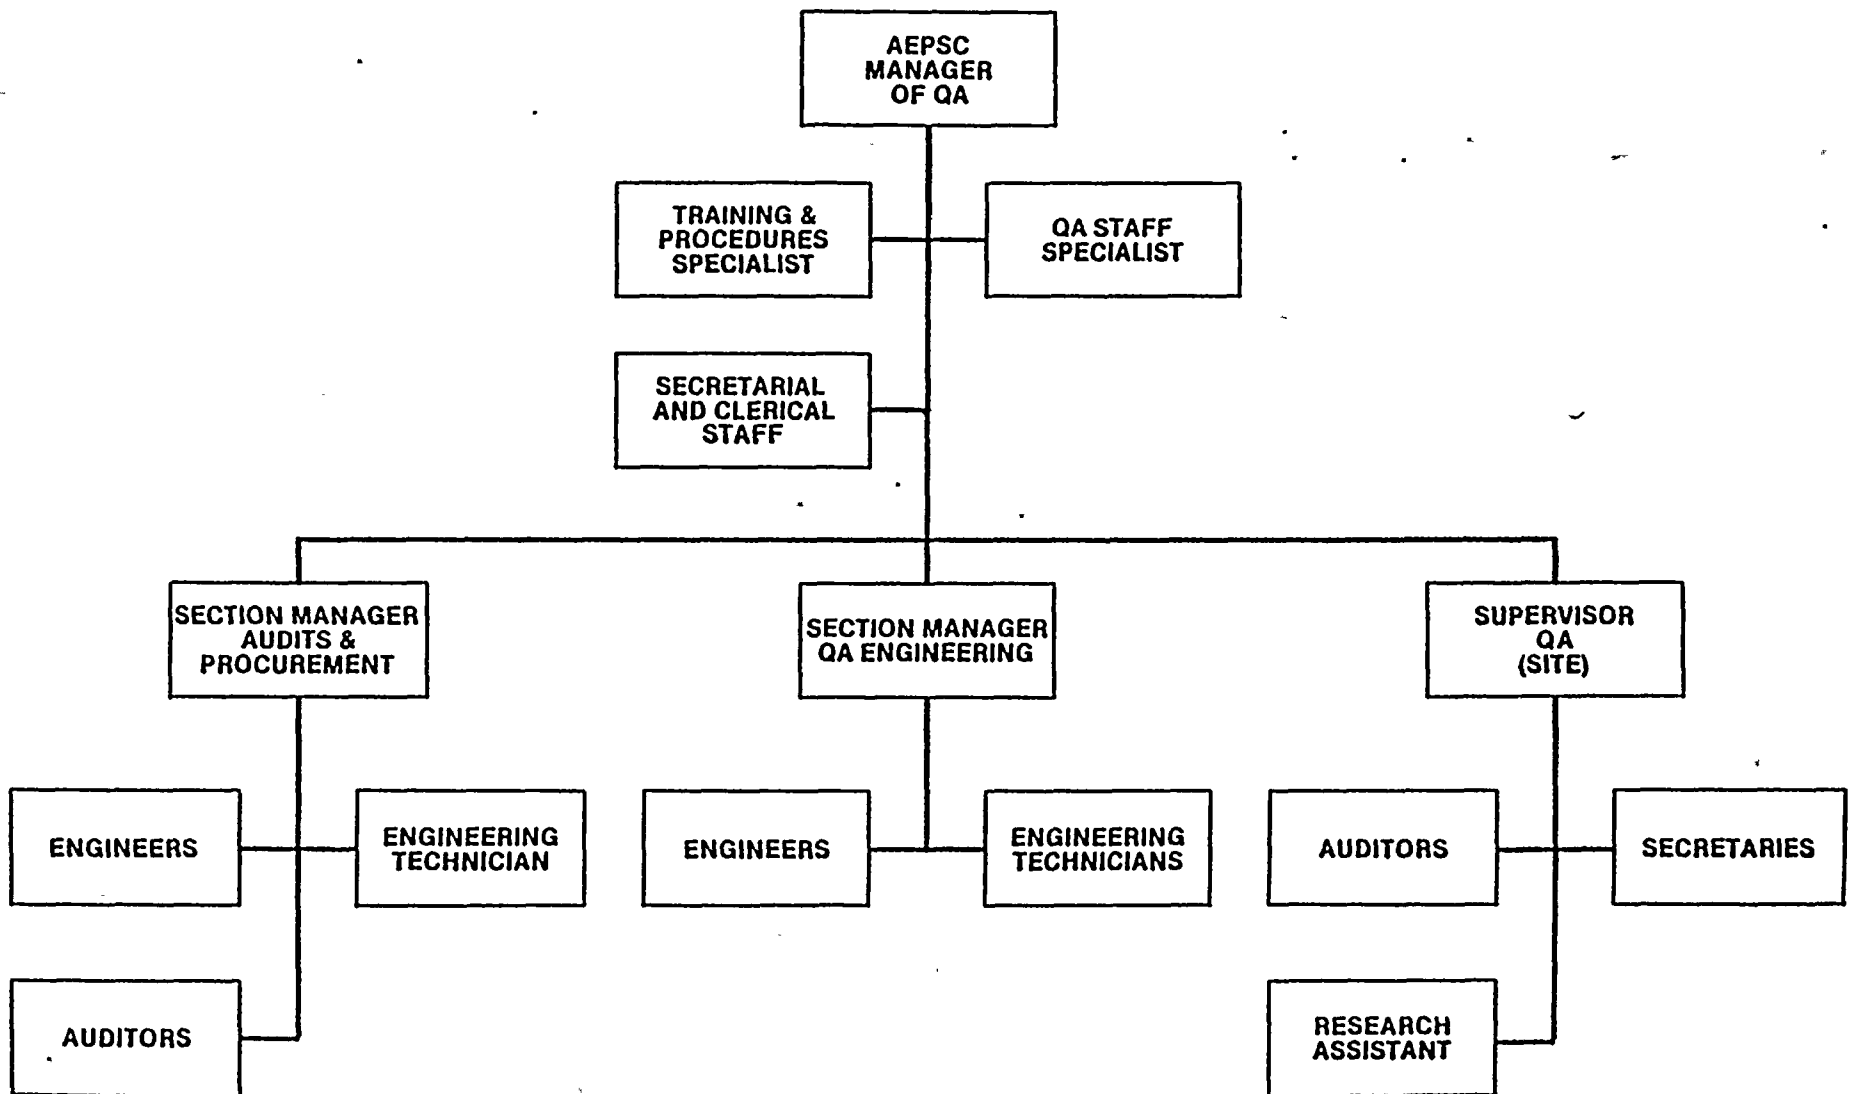 AEPSC
MANAGER
OF QA
TRAINING &
PROCEDURES
SPECIALIST
QA STAFF
SPECIALIST
SECRETARIAL
AND CLERICAL
STAFF
SECTION MANAGER
AUDITS &
PROCUREMENT
SECTION MANAGER
QA ENGINEERING
SUPERVISOR
QA
(SITE)
ENGINEERS
ENGINEERING
TECHNICIAN
ENGINEERS
ENGINEERING
TECHNICIANS
AUDITORS
SECRETARIES
AUDITORS
RESEARCH
ASSISTANT